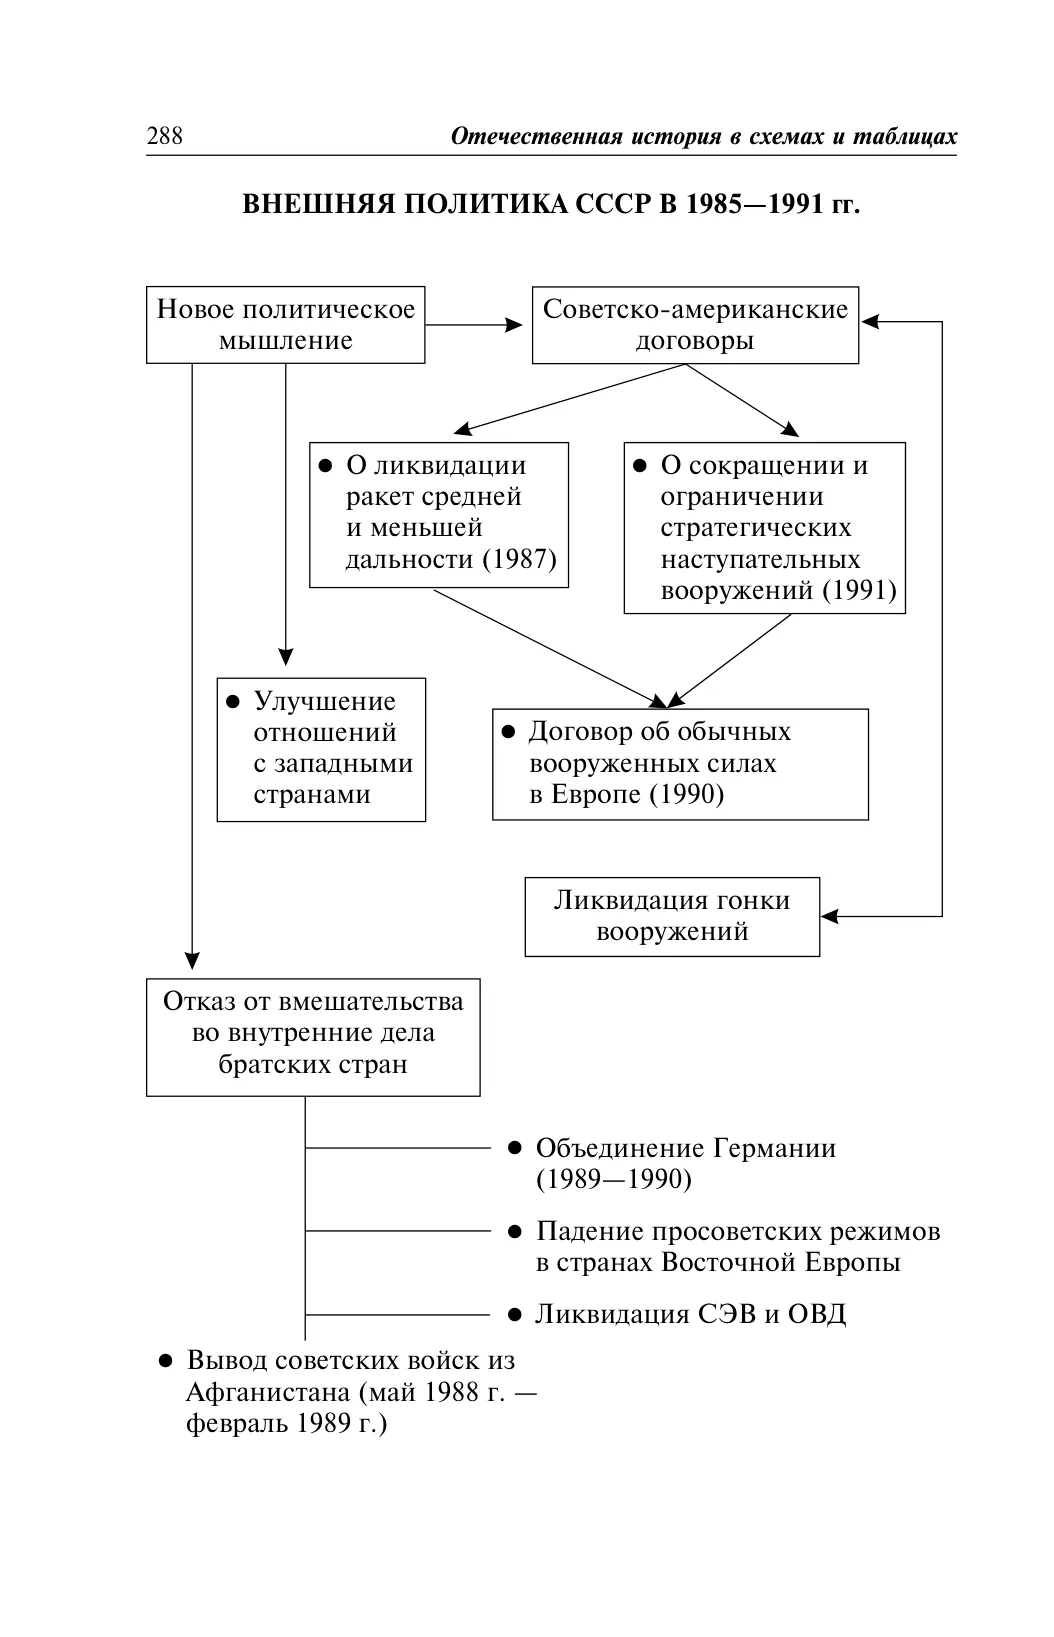 288
Отечественная история в схемах и таблицах
ВНЕШНЯЯ ПОЛИТИКА СССР В 1985—1991 гг.
Новое политическое
мышление
Советско-американские
договоры
● О ликвидации
ракет средней
и меньшей
дальности (1987)
● О сокращении и
ограничении
стратегических
наступательных
вооружений (1991)
● Улучшение
отношений
с западными
странами
● Договор об обычных
вооруженных силах
в Европе (1990)
Ликвидация гонки
вооружений
Отказ от вмешательства
во внутренние дела
братских стран
● Объединение Германии
(1989—1990)
● Падение просоветских режимов
в странах Восточной Европы
● Ликвидация СЭВ и ОВД
● Вывод советских войск из
Афганистана (май 1988 г. —
февраль 1989 г.)